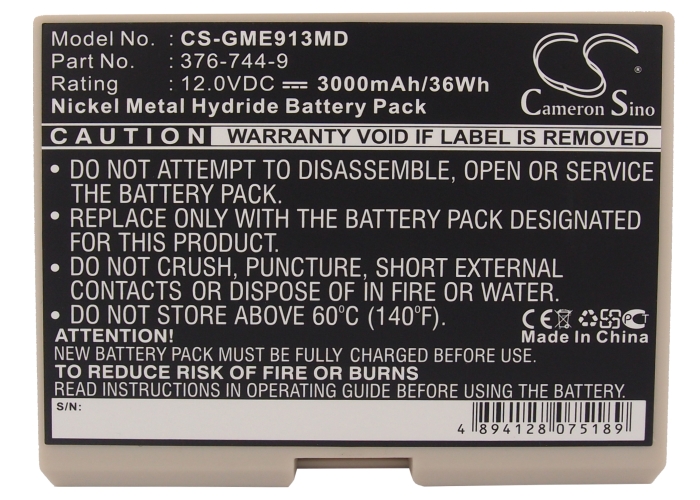 Model No. : CS-GME913MD
Part No. : 376-744-9
Rating : 12.0VDC ⎓ 3000mAh/36Wh
Nickel Metal Hydride Battery Pack
CS
®
Cameron Sino
CAUTION WARRANTY VOID IF LABEL IS REMOVED
• DO NOT ATTEMPT TO DISASSEMBLE, OPEN OR SERVICE
THE BATTERY PACK.
• REPLACE ONLY WITH THE BATTERY PACK DESIGNATED
FOR THIS PRODUCT.
• DO NOT CRUSH, PUNCTURE, SHORT EXTERNAL
CONTACTS OR DISPOSE OF IN FIRE OR WATER.
• DO NOT STORE ABOVE 60°C (140°F).
CE PCT
Made In China
ATTENTION!
NEW BATTERY PACK MUST BE FULLY CHARGED BEFORE USE.
TO REDUCE RISK OF FIRE OR BURNS
READ INSTRUCTIONS IN OPERATING GUIDE BEFORE USING THE BATTERY.
S/N:
4 894128 075189